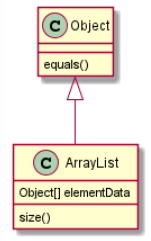 C Object
equals()
C ArrayList
Object[] elementData
size()